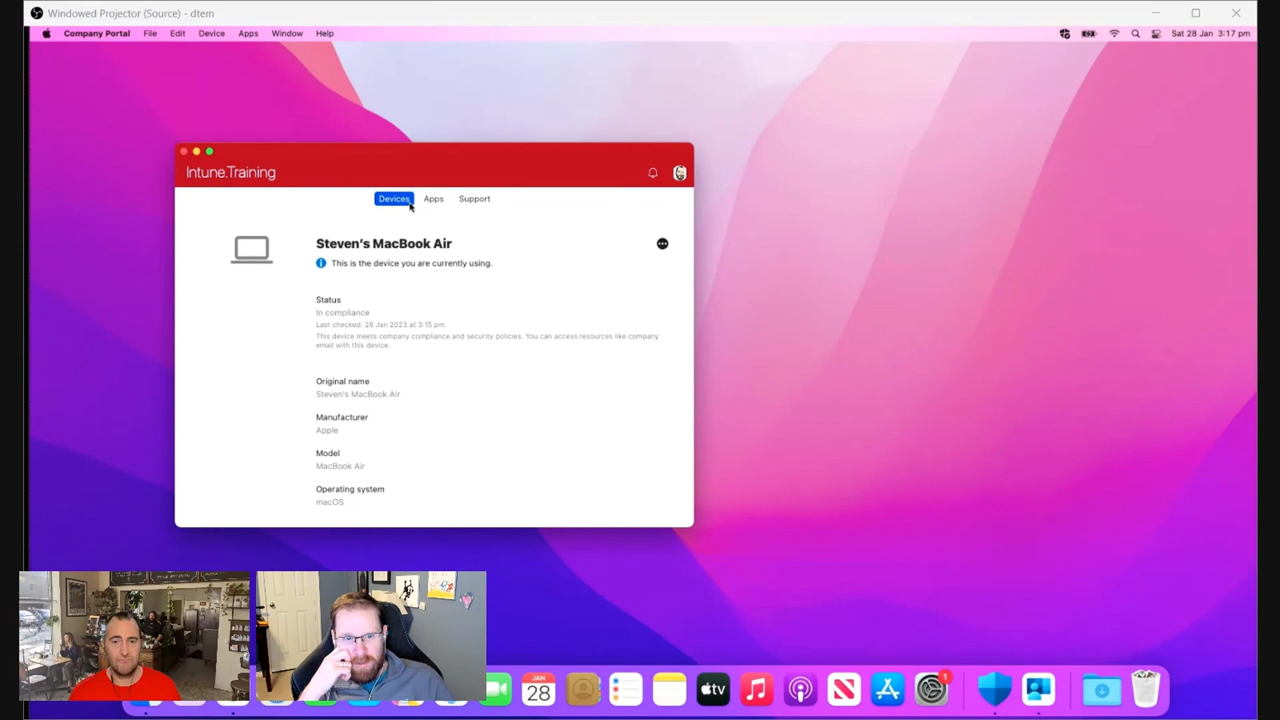 Windowed Projector (Source) - dtem
Company Portal File Edit Device Apps Window Help
Sat 28 Jan 3:17 pm
Intune.Training
Devices Apps Support
Steven's MacBook Air
This is the device you are currently using.
Status
In compliance
Last checked: 28 Jan 2023 at 3:15 pm
This device meets company compliance and security policies. You can access resources like company
email with this device.
Original name
Steven's MacBook Air
Manufacturer
Apple
Model
MacBook Air
Operating system
macOS
JAN
28
tv
1